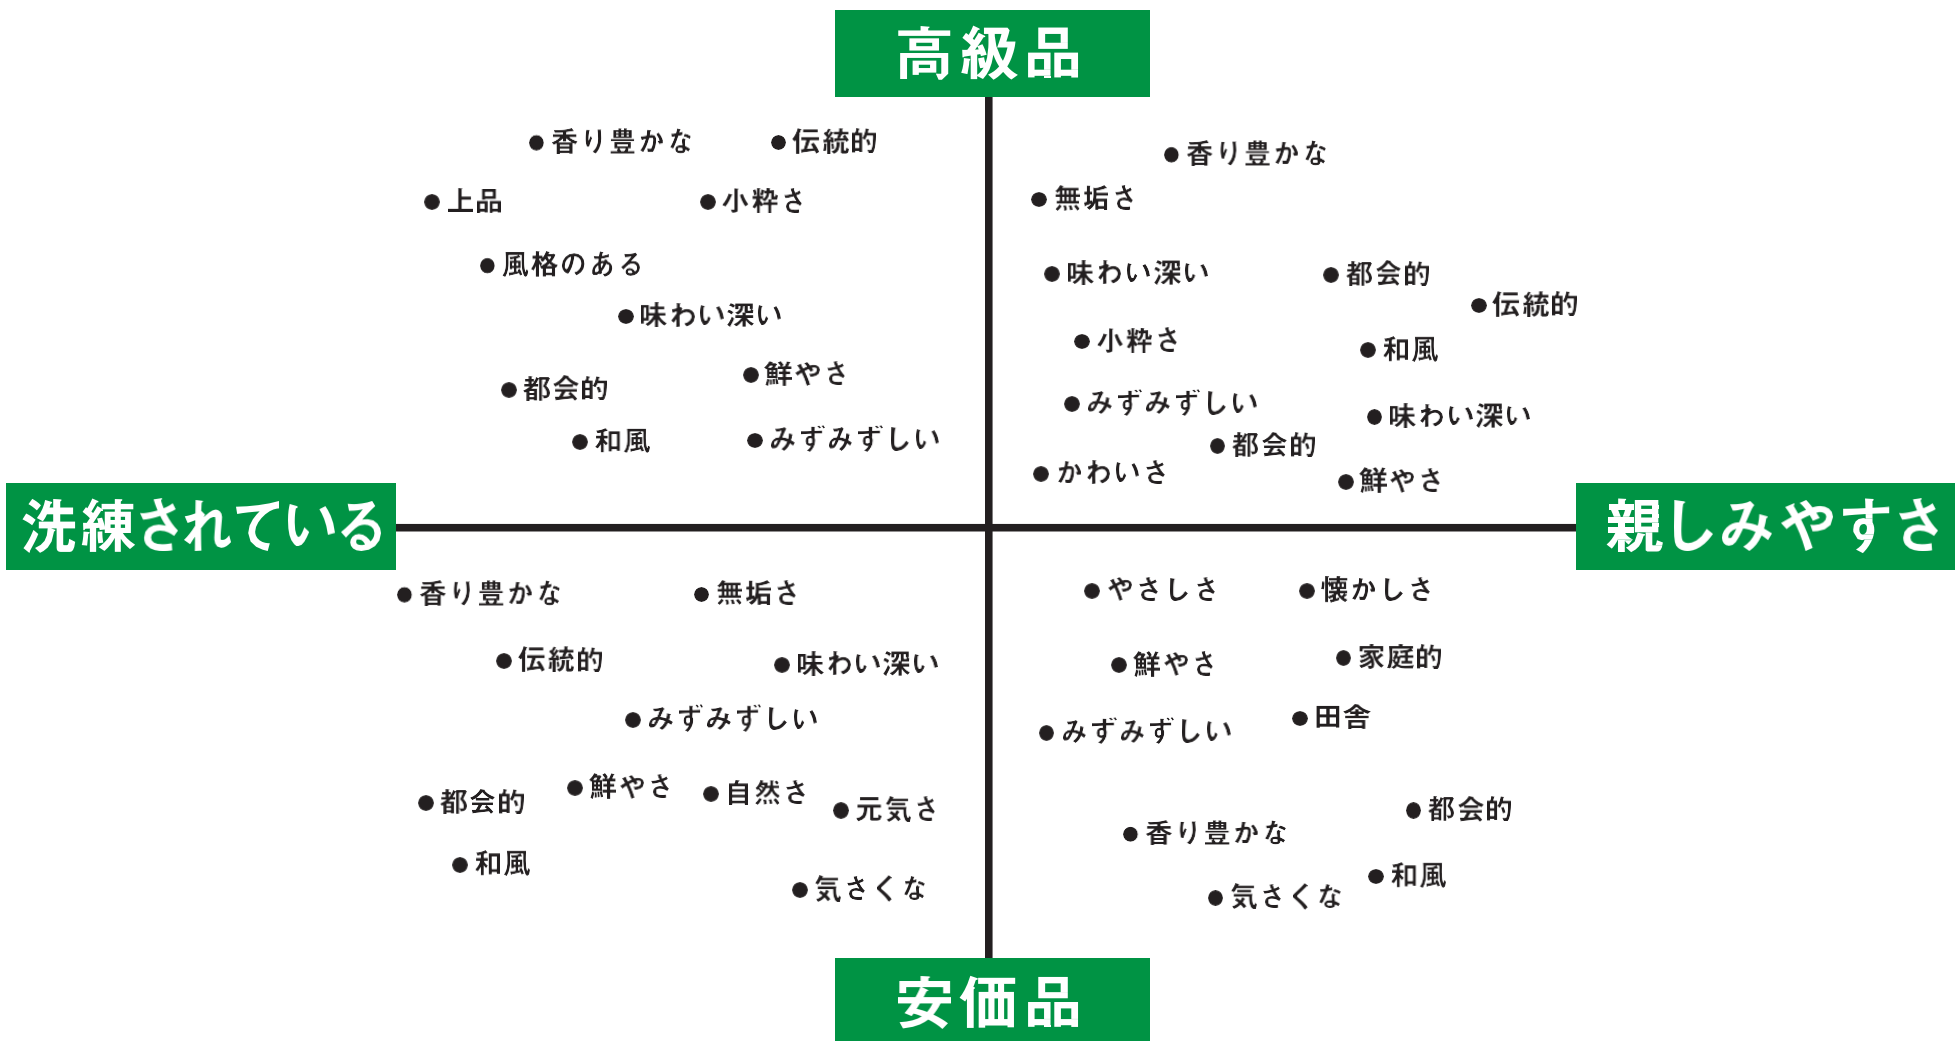 高級品
香り豊かな
伝統的
上品
小粋さ
風格のある
味わい深い
鮮やさ
都会的
和風
みずみずしい
香り豊かな
無垢さ
味わい深い
都会的
伝統的
小粋さ
和風
みずみずしい
味わい深い
都会的
かわいさ
鮮やさ
洗練されている
親しみやすさ
香り豊かな
無垢さ
伝統的
味わい深い
みずみずしい
鮮やさ
自然さ
都会的
元気さ
和風
気さくな
やさしさ
懐かしさ
鮮やさ
家庭的
田舎
みずみずしい
都会的
香り豊かな
和風
気さくな
安価品